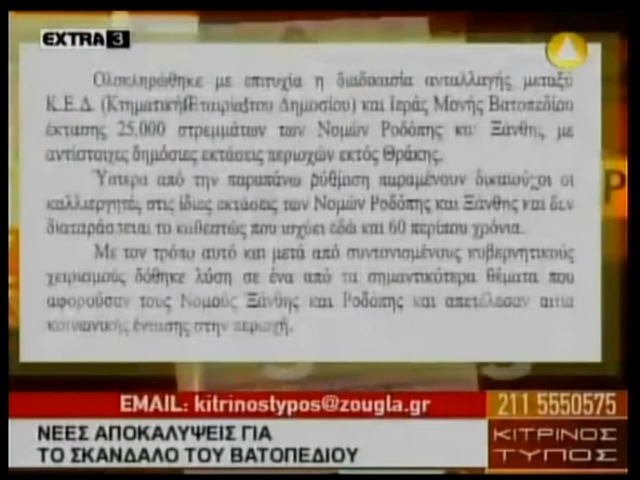 EXTRA 3
Ολοκληρώθηκε με επιτυχία η διαδικασία ανταλλαγής μεταξύ
Κ.Ε.Δ. (Κτηματική Εταιρία του Δημοσίου) και Ιεράς Μονής Βατοπεδίου
έκτασης 25.000 στρεμμάτων των Νομών Ροδόπης και Ξάνθης, με
αντίστοιχες δημόσιες εκτάσεις περιοχών εκτός Θράκης.
Ύστερα από την παραπάνω ρύθμιση παραμένουν δικαιούχοι οι
καλλιεργητές, στις ίδιες εκτάσεις των Νομών Ροδόπης και Ξάνθης και δεν
διαταράσσεται το καθεστώς που ισχύει εδώ και 60 περίπου χρόνια.
Με τον τρόπο αυτό και μετά από συντονισμένους κυβερνητικούς
χειρισμούς δόθηκε λύση σε ένα από τα σημαντικότερα θέματα που
αφορούσαν τους Νομούς Ξάνθης και Ροδόπης και απετέλεσαν αιτία
κοινωνικής έντασης στην περιοχή.
EMAIL: kitrinostypos@zougla.gr
211 5550575
ΝΕΕΣ ΑΠΟΚΑΛΥΨΕΙΣ ΓΙΑ
ΤΟ ΣΚΑΝΔΑΛΟ ΤΟΥ ΒΑΤΟΠΕΔΙΟΥ
ΚΙΤΡΙΝΟΣ
ΤΥΠΟΣ